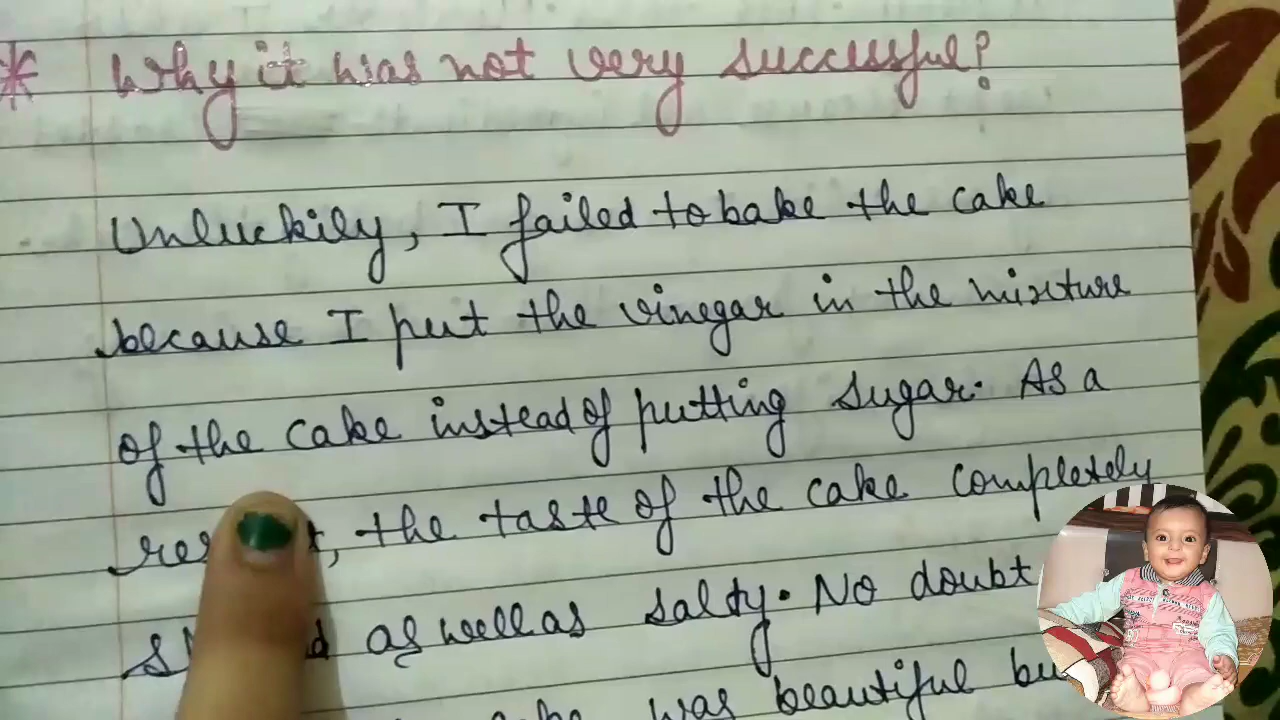 * Why it was not very successful?
Unluckily, I failed to bake the cake
because I put the vinegar in the mixture
of the cake instead of putting sugar. As a
the taste of the cake completely
as well as salty. No doubt
was beautiful